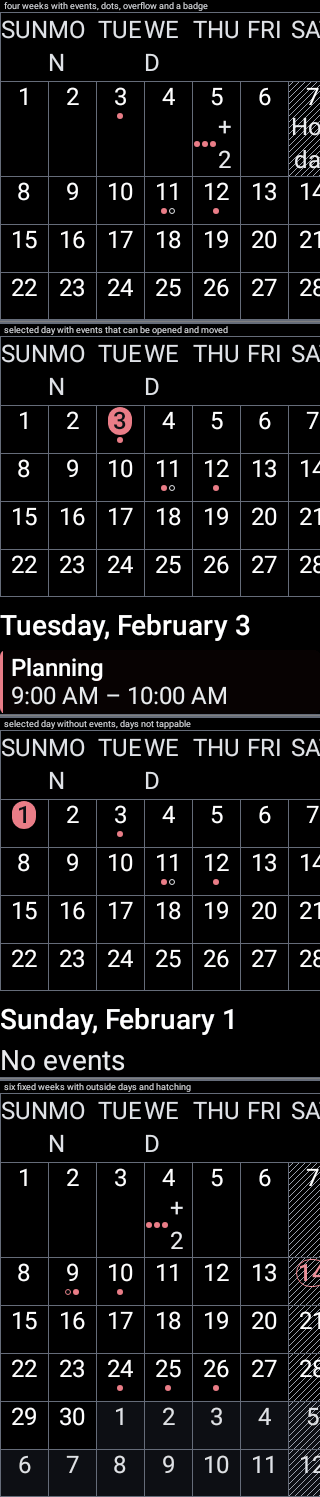 four weeks with events, dots, overflow and a badge
SUN MO TUE WE THU FRI SA
N D
1 2 3 4 5 6 7
+ Ho
2 da
8 9 10 11 12 13 14
15 16 17 18 19 20 21
22 23 24 25 26 27 28
selected day with events that can be opened and moved
SUN MO TUE WE THU FRI SA
N D
1 2 3 4 5 6 7
8 9 10 11 12 13 14
15 16 17 18 19 20 21
22 23 24 25 26 27 28
Tuesday, February 3
Planning
9:00 AM – 10:00 AM
selected day without events, days not tappable
SUN MO TUE WE THU FRI SA
N D
1 2 3 4 5 6 7
8 9 10 11 12 13 14
15 16 17 18 19 20 21
22 23 24 25 26 27 28
Sunday, February 1
No events
six fixed weeks with outside days and hatching
SUN MO TUE WE THU FRI SA
N D
1 2 3 4 5 6 7
+
2
8 9 10 11 12 13 14
15 16 17 18 19 20 21
22 23 24 25 26 27 28
29 30 1 2 3 4 5
6 7 8 9 10 11 12